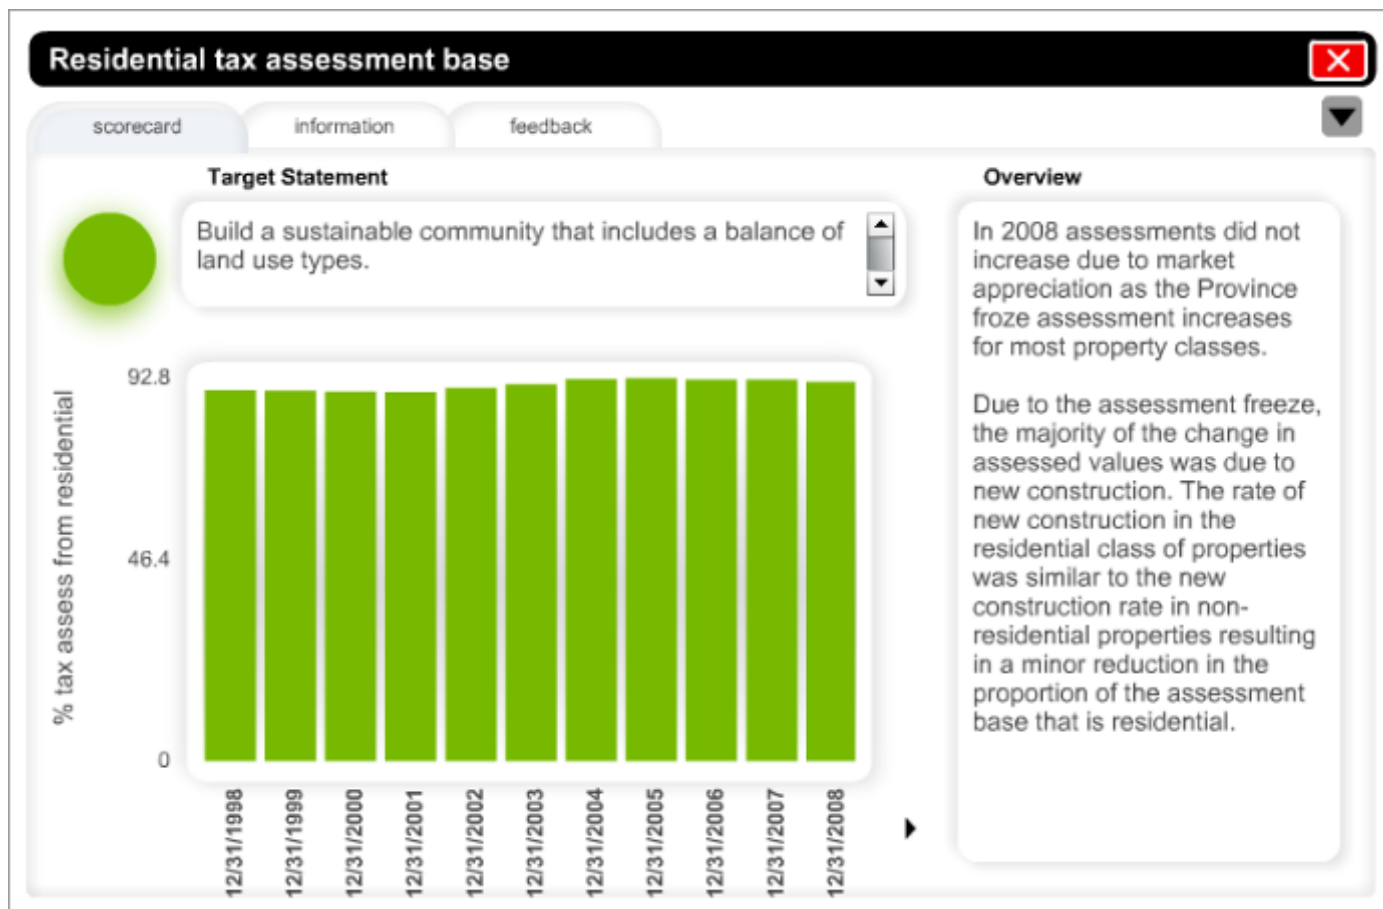 Residential tax assessment base
scorecard
information
feedback
Target Statement
Build a sustainable community that includes a balance of
land use types.
Overview
In 2008 assessments did not
increase due to market
appreciation as the Province
froze assessment increases
for most property classes.
Due to the assessment freeze,
the majority of the change in
assessed values was due to
new construction. The rate of
new construction in the
residential class of properties
was similar to the new
construction rate in non-
residential properties resulting
in a minor reduction in the
proportion of the assessment
base that is residential.
% tax assess from residential
92.8
46.4
0
12/31/1998
12/31/1999
12/31/2000
12/31/2001
12/31/2002
12/31/2003
12/31/2004
12/31/2005
12/31/2006
12/31/2007
12/31/2008